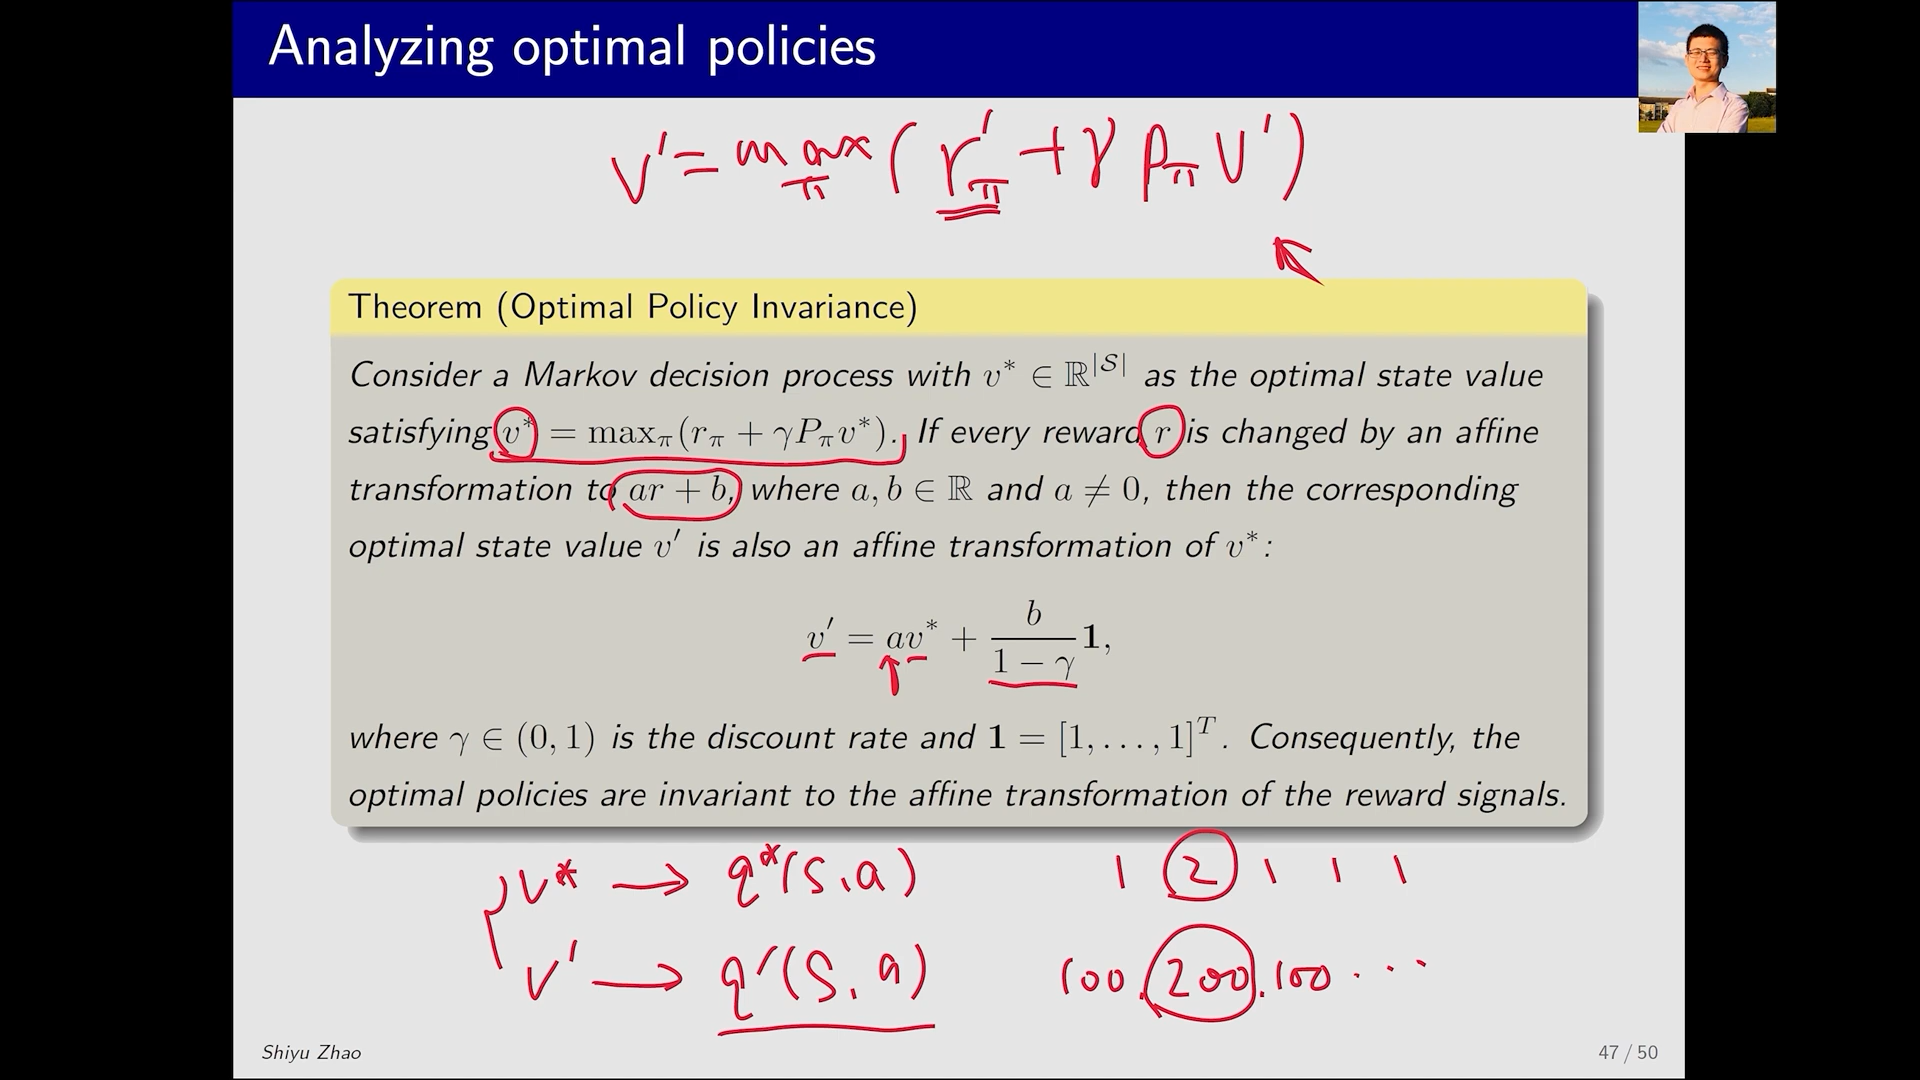 Analyzing optimal policies
v' = max_π ( r'_π + γ P_π v' )
Theorem (Optimal Policy Invariance)
Consider a Markov decision process with v* ∈ ℝ^|𝒮| as the optimal state value
satisfying v* = max_π(r_π + γP_πv*). If every reward r is changed by an affine
transformation to ar + b, where a, b ∈ ℝ and a ≠ 0, then the corresponding
optimal state value v′ is also an affine transformation of v*:
v′ = av* + b/(1 − γ) 1,
where γ ∈ (0, 1) is the discount rate and 1 = [1, . . . , 1]^T. Consequently, the
optimal policies are invariant to the affine transformation of the reward signals.
v* → q*(s,a) 1 2 1 1 1
v' → q'(s,a) 100. 200. 100 ...
Shiyu Zhao 47 / 50